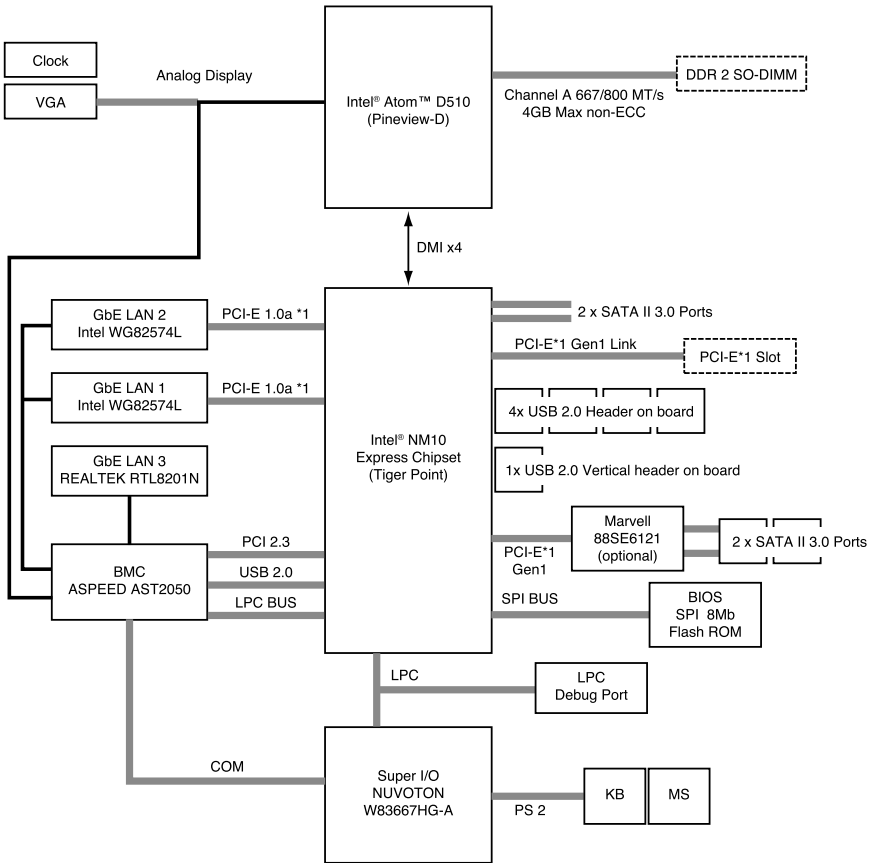 Clock
Analog Display
VGA
Intel® Atom™ D510
(Pineview-D)
DDR 2 SO-DIMM
Channel A 667/800 MT/s
4GB Max non-ECC
DMI x4
GbE LAN 2
Intel WG82574L
PCI-E 1.0a *1
2 x SATA II 3.0 Ports
PCI-E*1 Gen1 Link
PCI-E*1 Slot
GbE LAN 1
Intel WG82574L
PCI-E 1.0a *1
4x USB 2.0 Header on board
Intel® NM10
Express Chipset
(Tiger Point)
GbE LAN 3
REALTEK RTL8201N
1x USB 2.0 Vertical header on board
Marvell
88SE6121
(optional)
PCI-E*1
Gen1
2 x SATA II 3.0 Ports
BMC
ASPEED AST2050
PCI 2.3
USB 2.0
LPC BUS
SPI BUS
BIOS
SPI 8Mb
Flash ROM
LPC
LPC
Debug Port
COM
Super I/O
NUVOTON
W83667HG-A
PS 2
KB
MS